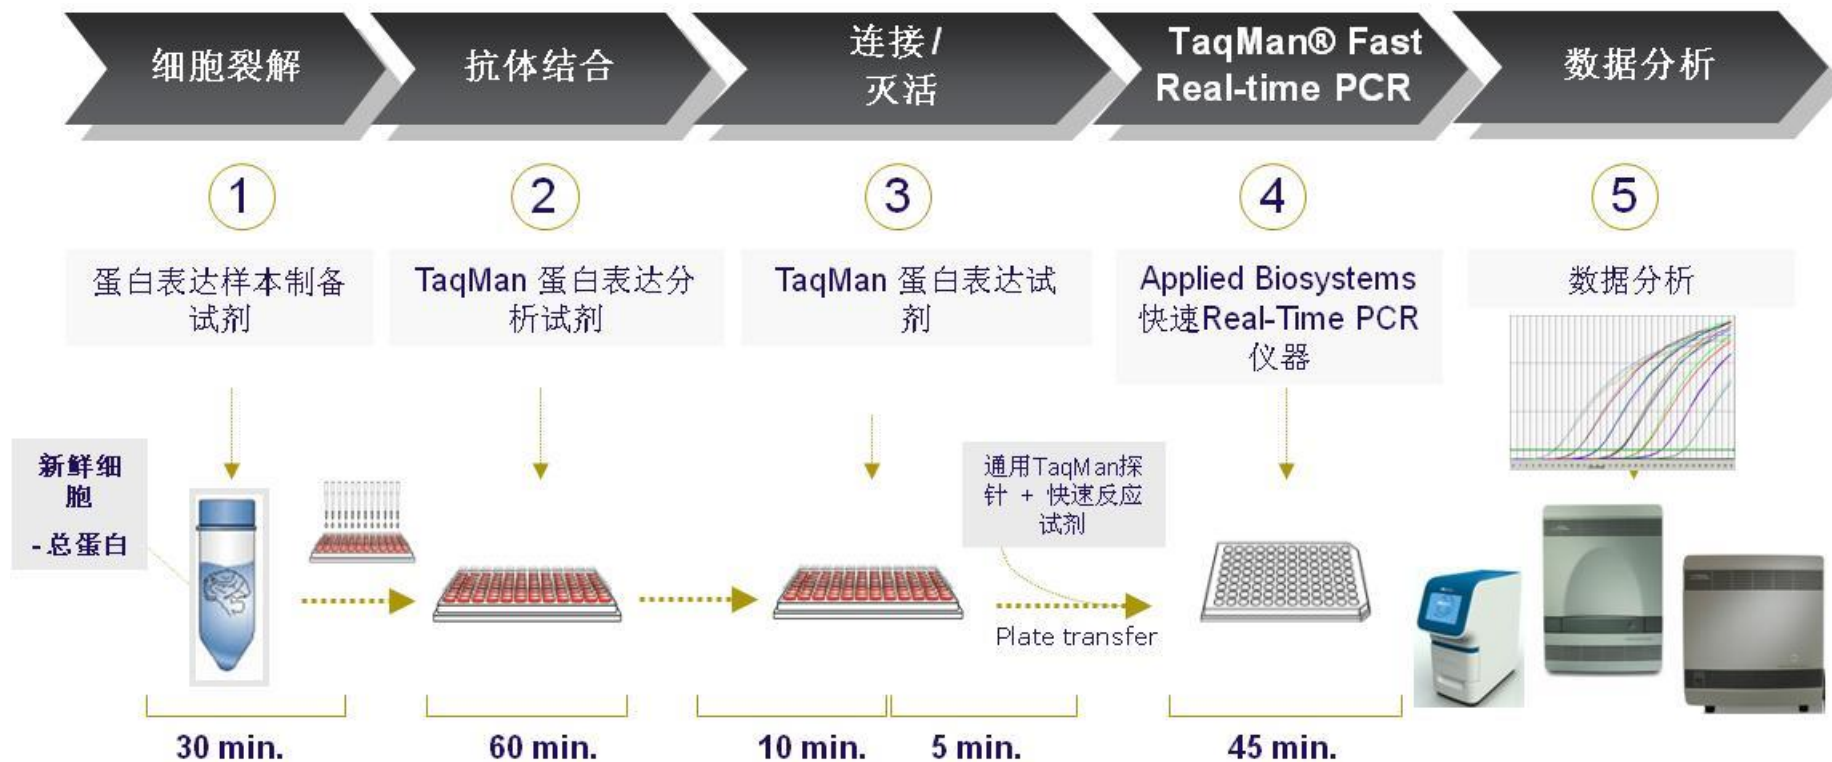 细胞裂解
抗体结合
连接/
灭活
TaqMan® Fast
Real-time PCR
数据分析
1
2
3
4
5
蛋白表达样本制备
试剂
TaqMan 蛋白表达分
析试剂
TaqMan 蛋白表达试
剂
Applied Biosystems
快速Real-Time PCR
仪器
数据分析
新鲜细
胞
-总蛋白
通用TaqMan探
针 + 快速反应
试剂
Plate transfer
30 min.
60 min.
10 min.
5 min.
45 min.